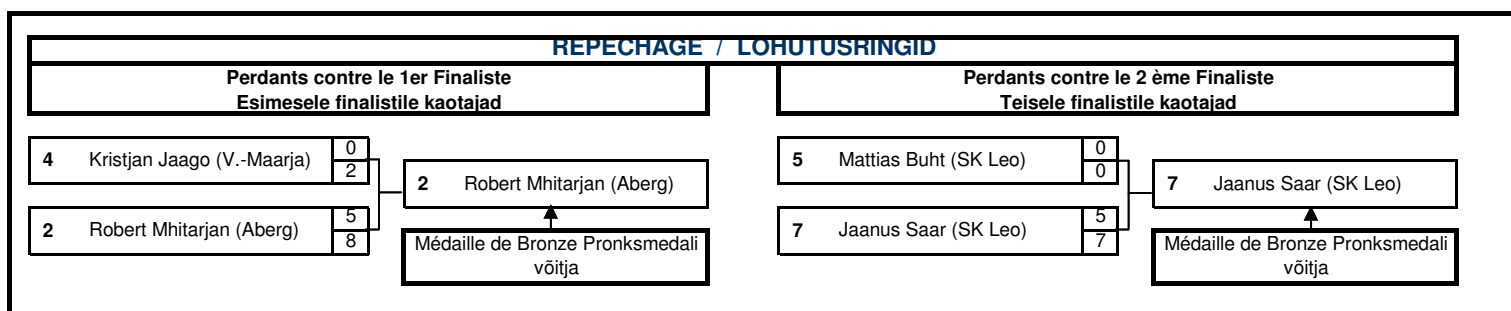 REPECHAGE / LOHUTUSRINGID
Perdants contre le 1er Finaliste
Esimesele finalistile kaotajad
4 Kristjan Jaago (V.-Maarja) 0
2
2 Robert Mhitarjan (Aberg) 5
8
2 Robert Mhitarjan (Aberg)
Médaille de Bronze Pronksmedali
võitja
Perdants contre le 2 ème Finaliste
Teisele finalistile kaotajad
5 Mattias Buht (SK Leo) 0
0
7 Jaanus Saar (SK Leo) 5
7
7 Jaanus Saar (SK Leo)
Médaille de Bronze Pronksmedali
võitja